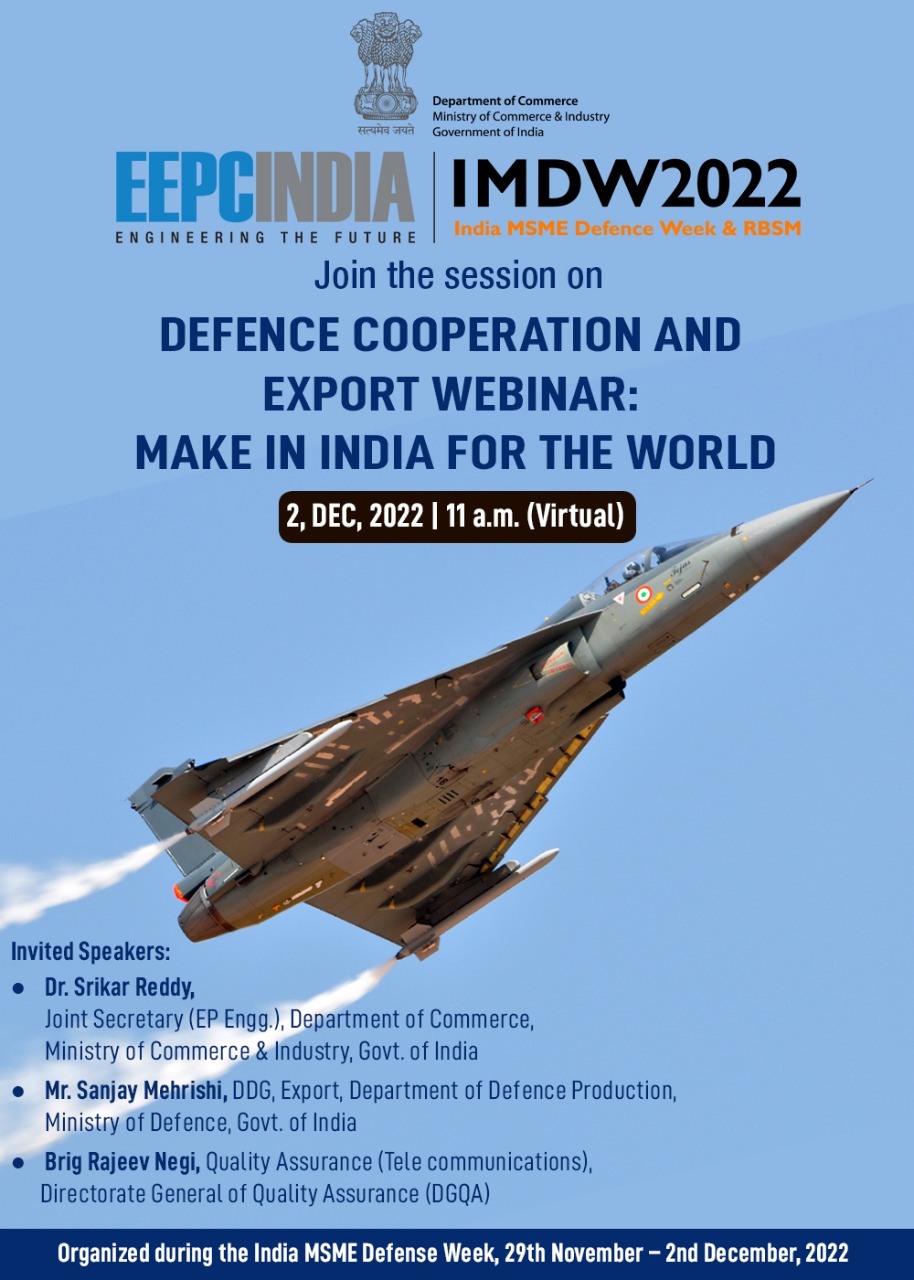 सत्यमेव जयते
Department of Commerce
Ministry of Commerce & Industry
Government of India
EEPCINDIA
ENGINEERING THE FUTURE
IMDW2022
India MSME Defence Week & RBSM
Join the session on
DEFENCE COOPERATION AND
EXPORT WEBINAR:
MAKE IN INDIA FOR THE WORLD
2, DEC, 2022 | 11 a.m. (Virtual)
Tejas
Invited Speakers:
● Dr. Srikar Reddy,
Joint Secretary (EP Engg.), Department of Commerce,
Ministry of Commerce & Industry, Govt. of India
● Mr. Sanjay Mehrishi, DDG, Export, Department of Defence Production,
Ministry of Defence, Govt. of India
● Brig Rajeev Negi, Quality Assurance (Tele communications),
Directorate General of Quality Assurance (DGQA)
Organized during the India MSME Defense Week, 29th November – 2nd December, 2022